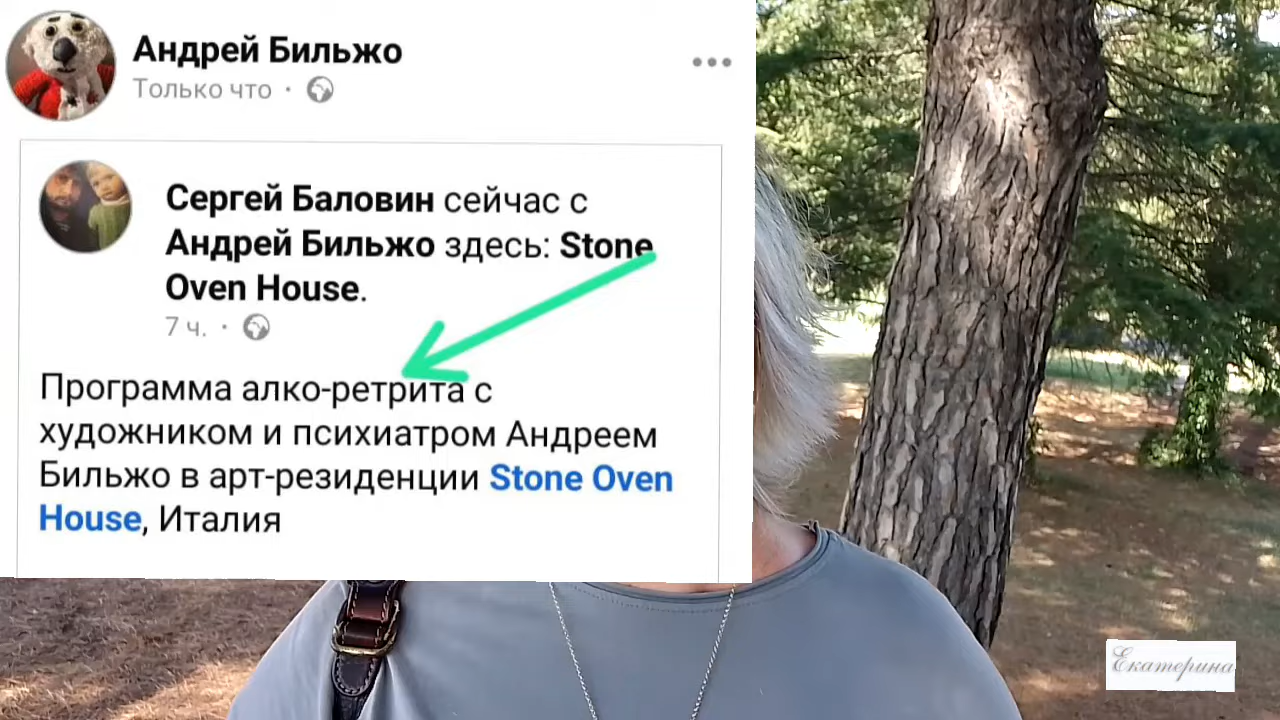 Андрей Бильжо
Только что
Сергей Баловин сейчас с
Андрей Бильжо здесь: Stone
Oven House.
7 ч.
Программа алко-ретрита с
художником и психиатром Андреем
Бильжо в арт-резиденции Stone Oven
House, Италия
Екатерина